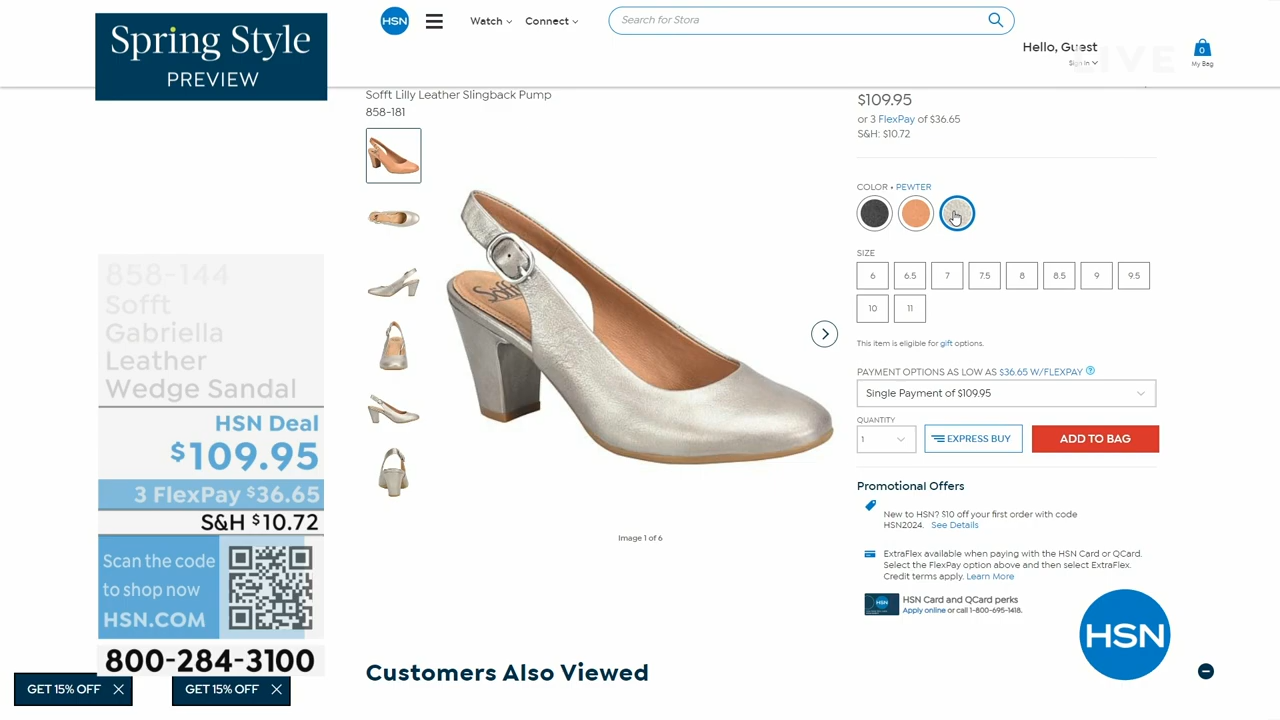 Spring Style
PREVIEW
HSN
Watch
Connect
Search for Stora
Hello, Guest
Sign In
LIVE
0
My Bag
Sofft Lilly Leather Slingback Pump
858-181
$109.95
or 3 FlexPay of $36.65
S&H: $10.72
COLOR • PEWTER
SIZE
6
6.5
7
7.5
8
8.5
9
9.5
10
11
This item is eligible for gift options.
PAYMENT OPTIONS AS LOW AS $36.65 W/FLEXPAY ?
Single Payment of $109.95
QUANTITY
1
EXPRESS BUY
ADD TO BAG
Promotional Offers
New to HSN? $10 off your first order with code
HSN2024. See Details
ExtraFlex available when paying with the HSN Card or QCard.
Select the FlexPay option above and then select ExtraFlex.
Credit terms apply. Learn More
HSN
HSN Card and QCard perks
Apply online or call 1-800-695-1418.
Sofft
Image 1 of 6
858-144
Sofft
Gabriella
Leather
Wedge Sandal
HSN Deal
$109.95
3 FlexPay $36.65
S&H $10.72
Scan the code
to shop now
HSN.COM
800-284-3100
GET 15% OFF
GET 15% OFF
Customers Also Viewed
HSN